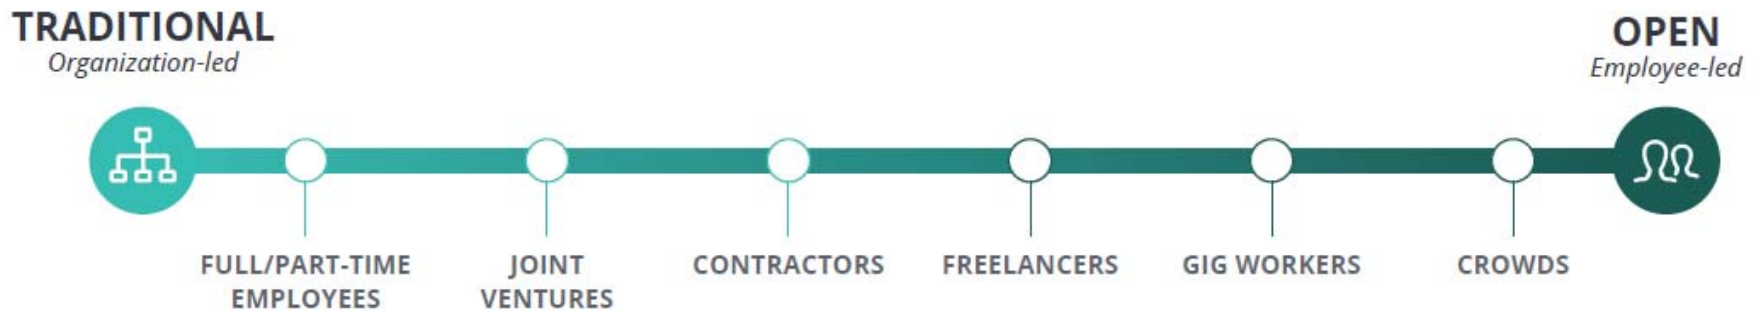 TRADITIONAL
Organization-led
OPEN
Employee-led
FULL/PART-TIME
EMPLOYEES
JOINT
VENTURES
CONTRACTORS
FREELANCERS
GIG WORKERS
CROWDS